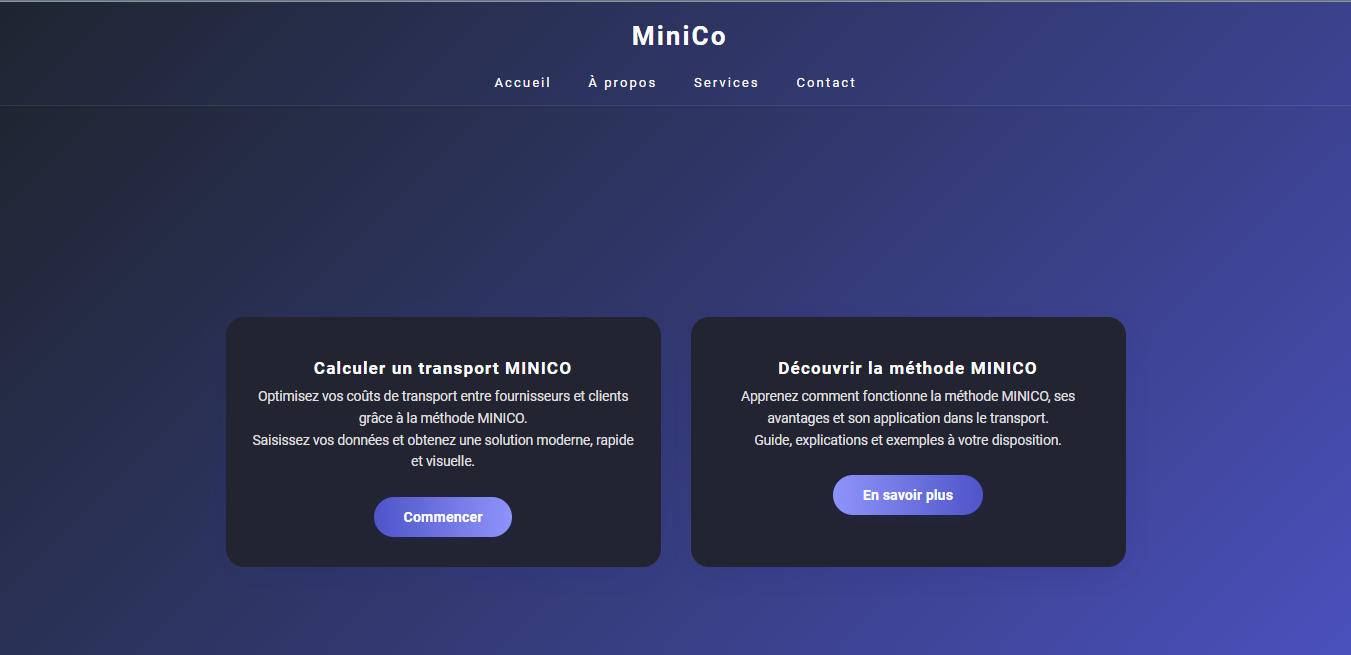 MiniCo
Accueil À propos Services Contact
Calculer un transport MINICO
Optimisez vos coûts de transport entre fournisseurs et clients
grâce à la méthode MINICO.
Saisissez vos données et obtenez une solution moderne, rapide
et visuelle.
Commencer
Découvrir la méthode MINICO
Apprenez comment fonctionne la méthode MINICO, ses
avantages et son application dans le transport.
Guide, explications et exemples à votre disposition.
En savoir plus